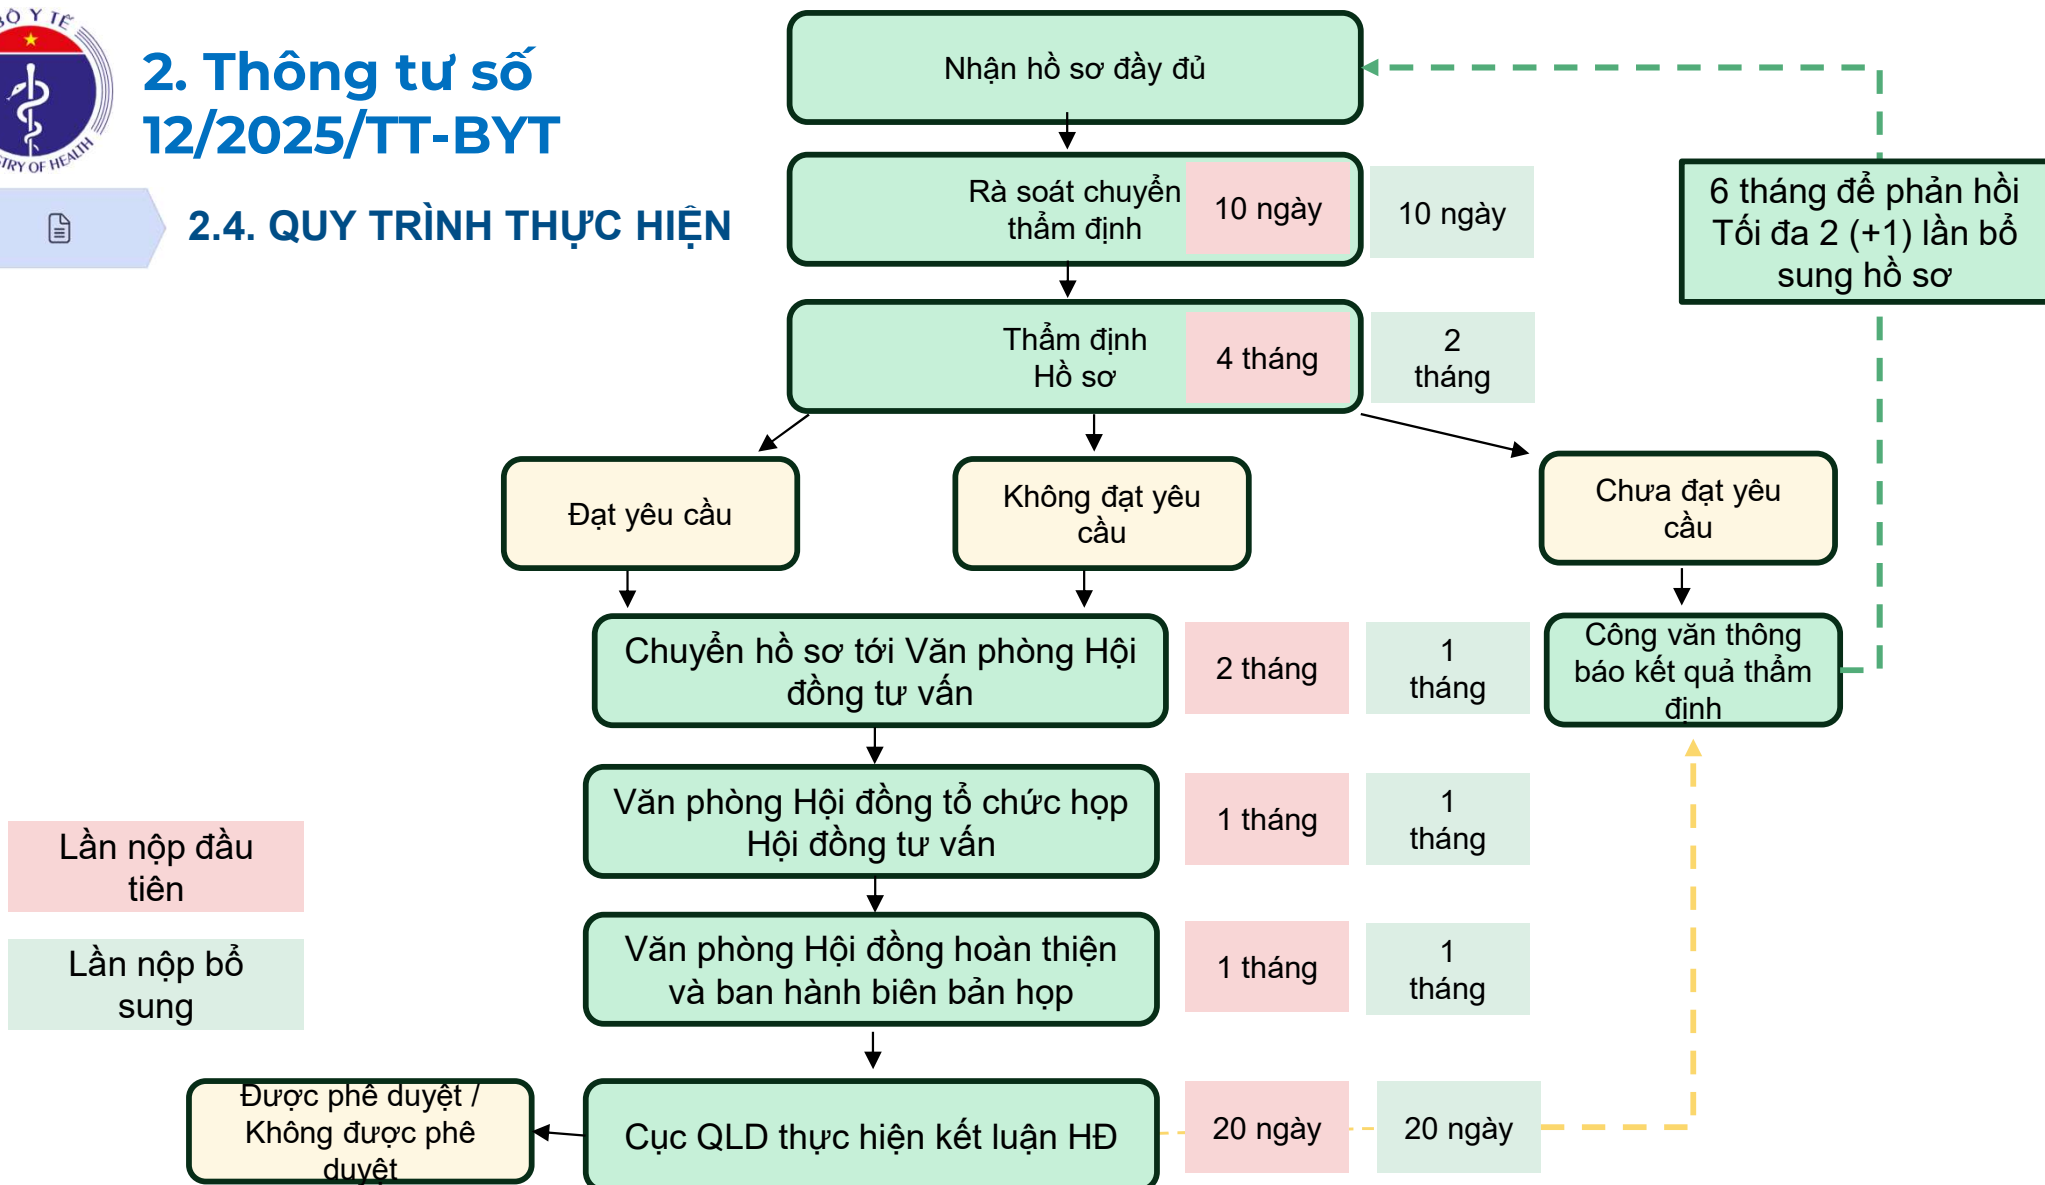 BỘ Y TẾ
2. Thông tư số
12/2025/TT-BYT
2.4. QUY TRÌNH THỰC HIỆN
Nhận hồ sơ đầy đủ
Rà soát chuyển
thẩm định
10 ngày
10 ngày
6 tháng để phản hồi
Tối đa 2 (+1) lần bổ
sung hồ sơ
Thẩm định
Hồ sơ
4 tháng
2
tháng
Đạt yêu cầu
Không đạt yêu
cầu
Chưa đạt yêu
cầu
Chuyển hồ sơ tới Văn phòng Hội
đồng tư vấn
2 tháng
1
tháng
Công văn thông
báo kết quả thẩm
định
Văn phòng Hội đồng tổ chức họp
Hội đồng tư vấn
1 tháng
1
tháng
Lần nộp đầu
tiên
Văn phòng Hội đồng hoàn thiện
và ban hành biên bản họp
1 tháng
1
tháng
Lần nộp bổ
sung
Được phê duyệt /
Không được phê
duyệt
Cục QLD thực hiện kết luận HĐ
20 ngày
20 ngày